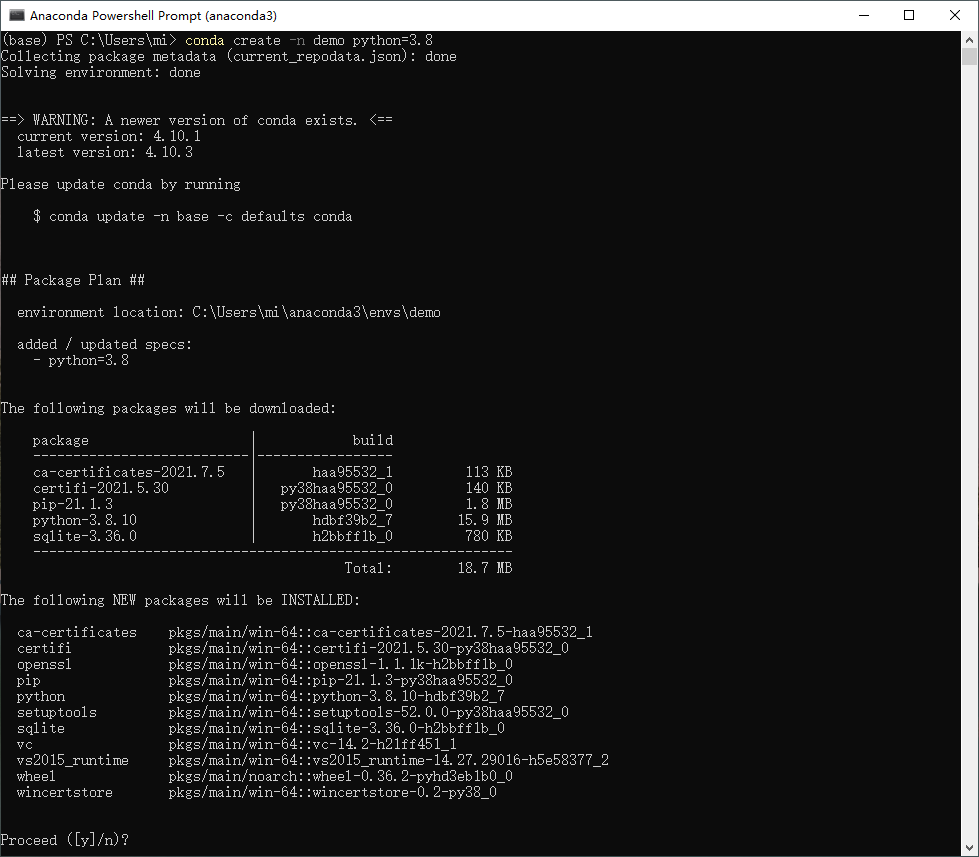 Anaconda Powershell Prompt (anaconda3)
(base) PS C:\Users\mi> conda create -n demo python=3.8
Collecting package metadata (current_repodata.json): done
Solving environment: done
==> WARNING: A newer version of conda exists. <==
current version: 4.10.1
latest version: 4.10.3
Please update conda by running
$ conda update -n base -c defaults conda
## Package Plan ##
environment location: C:\Users\mi\anaconda3\envs\demo
added / updated specs:
- python=3.8
The following packages will be downloaded:
package | build
---------------------------|-----------------
ca-certificates-2021.7.5 | haa95532_1 113 KB
certifi-2021.5.30 | py38haa95532_0 140 KB
pip-21.1.3 | py38haa95532_0 1.8 MB
python-3.8.10 | hdbf39b2_7 15.9 MB
sqlite-3.36.0 | h2bbff1b_0 780 KB
------------------------------------------------------------
Total: 18.7 MB
The following NEW packages will be INSTALLED:
ca-certificates pkgs/main/win-64::ca-certificates-2021.7.5-haa95532_1
certifi pkgs/main/win-64::certifi-2021.5.30-py38haa95532_0
openssl pkgs/main/win-64::openssl-1.1.1k-h2bbff1b_0
pip pkgs/main/win-64::pip-21.1.3-py38haa95532_0
python pkgs/main/win-64::python-3.8.10-hdbf39b2_7
setuptools pkgs/main/win-64::setuptools-52.0.0-py38haa95532_0
sqlite pkgs/main/win-64::sqlite-3.36.0-h2bbff1b_0
vc pkgs/main/win-64::vc-14.2-h21ff451_1
vs2015_runtime pkgs/main/win-64::vs2015_runtime-14.27.29016-h5e58377_2
wheel pkgs/main/noarch::wheel-0.36.2-pyhd3eb1b0_0
wincertstore pkgs/main/win-64::wincertstore-0.2-py38_0
Proceed ([y]/n)?